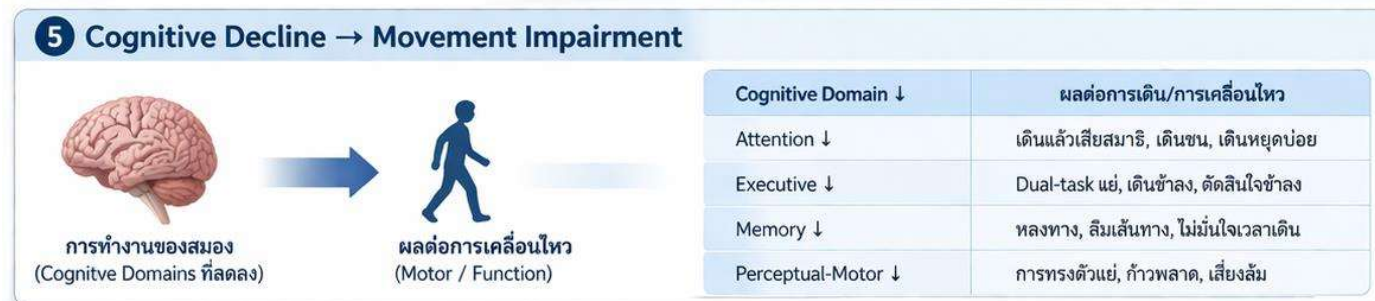 5 Cognitive Decline → Movement Impairment
การทำงานของสมอง
(Cognitve Domains ที่ลดลง)
ผลต่อการเคลื่อนไหว
(Motor / Function)
Cognitive Domain ↓ ผลต่อการเดิน/การเคลื่อนไหว
Attention ↓ เดินแล้วเสียสมาธิ, เดินชน, เดินหยุดบ่อย
Executive ↓ Dual-task แย่, เดินช้าลง, ตัดสินใจช้าลง
Memory ↓ หลงทาง, ลืมเส้นทาง, ไม่มั่นใจเวลาเดิน
Perceptual-Motor ↓ การทรงตัวแย่, ก้าวพลาด, เสี่ยงล้ม